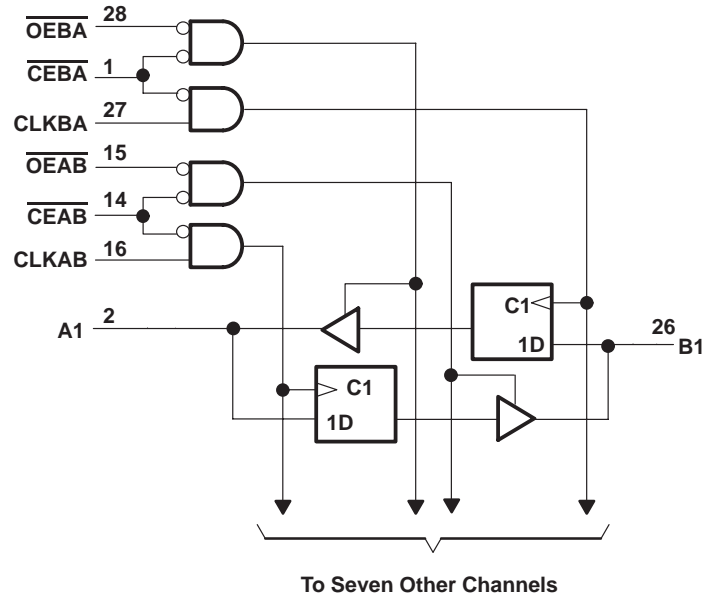 28
OEBA
1
CEBA
27
CLKBA
15
OEAB
14
CEAB
16
CLKAB
C1
2
A1
26
1D
B1
C1
1D
To Seven Other Channels